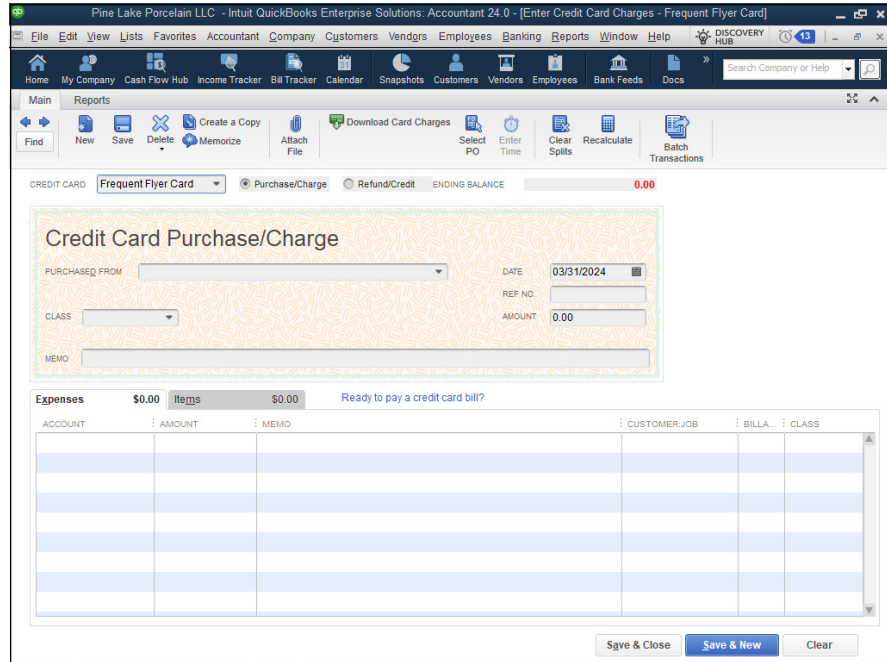 qb Pine Lake Porcelain LLC - Intuit QuickBooks Enterprise Solutions: Accountant 24.0 - [Enter Credit Card Charges - Frequent Flyer Card]
File Edit View Lists Favorites Accountant Company Customers Vendors Employees Banking Reports Window Help DISCOVERY HUB 13
Home My Company Cash Flow Hub Income Tracker Bill Tracker Calendar Snapshots Customers Vendors Employees Bank Feeds Docs » Search Company or Help
Main Reports
Find New Save Delete Create a Copy Memorize Attach File Download Card Charges Select PO Enter Time Clear Splits Recalculate Batch Transactions
CREDIT CARD Frequent Flyer Card Purchase/Charge Refund/Credit ENDING BALANCE 0.00
Credit Card Purchase/Charge
PURCHASED FROM DATE 03/31/2024
REF NO.
CLASS AMOUNT 0.00
MEMO
Expenses $0.00 Items $0.00 Ready to pay a credit card bill?
ACCOUNT AMOUNT MEMO CUSTOMER:JOB BILLA... CLASS
Save & Close Save & New Clear